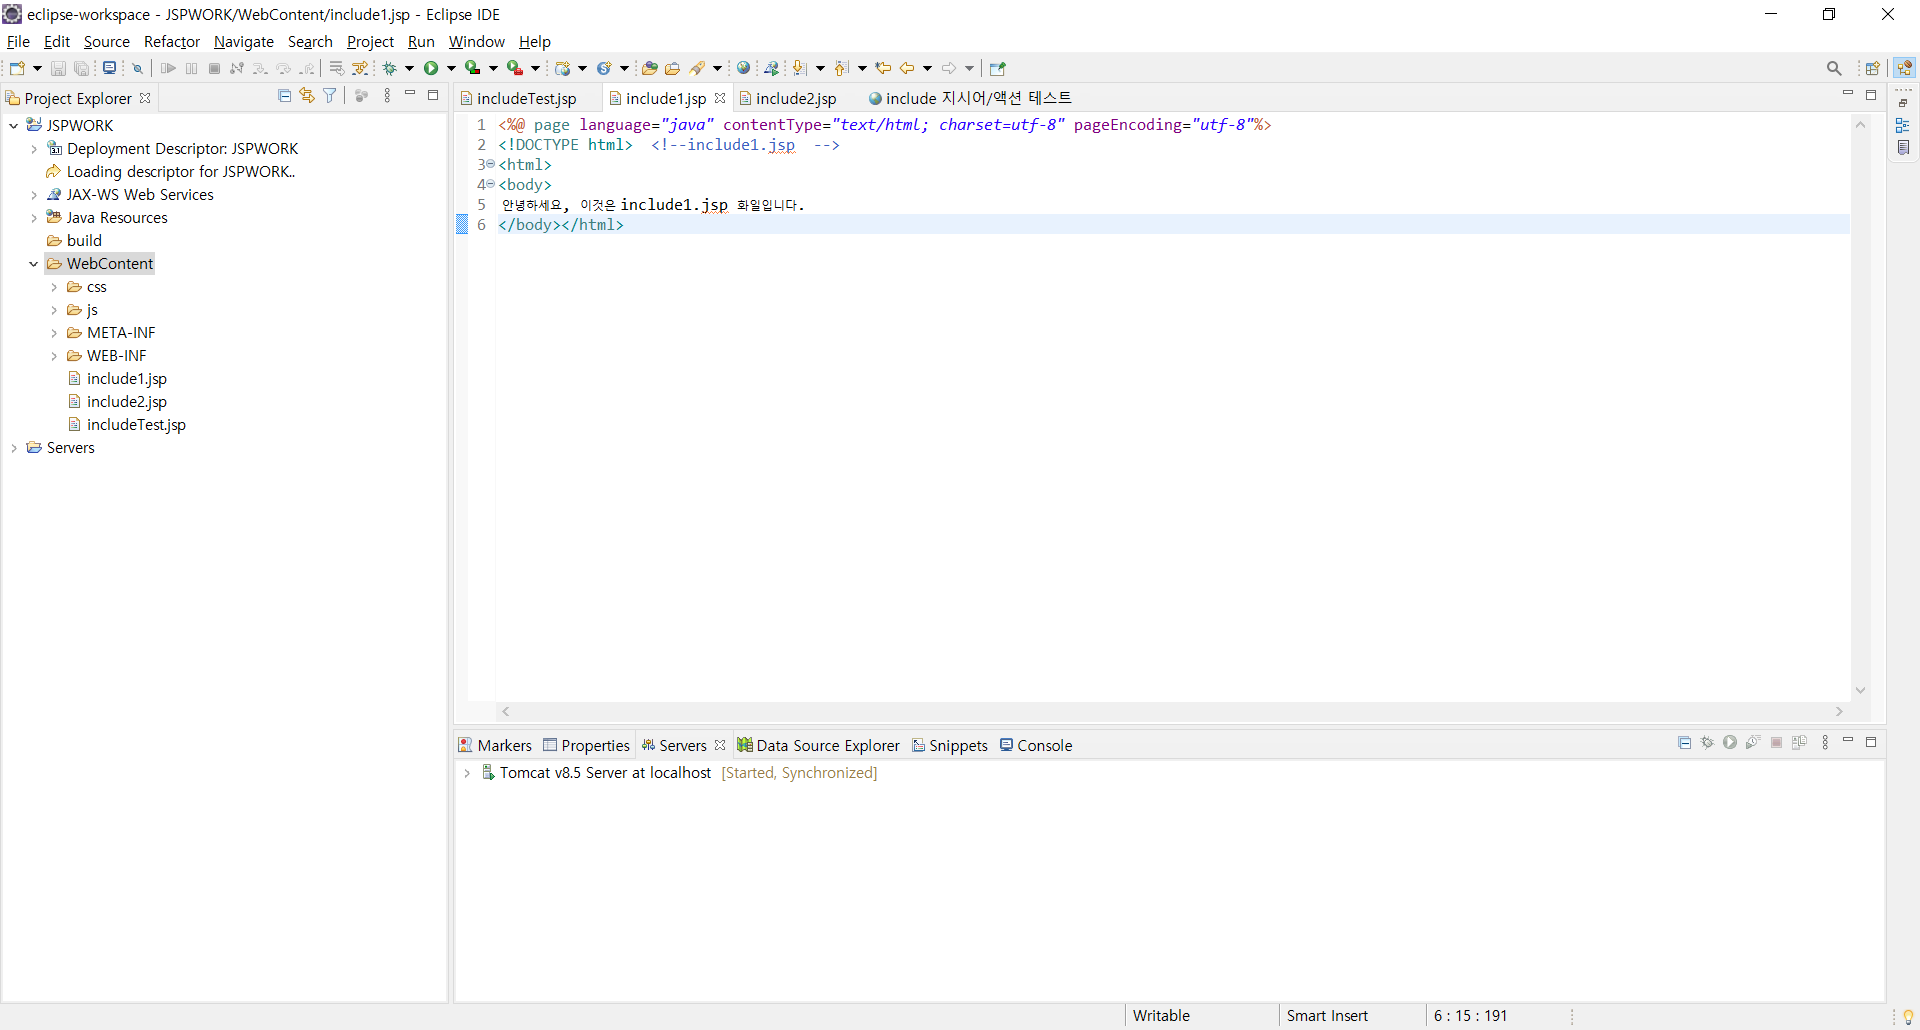 eclipse-workspace - JSPWORK/WebContent/include1.jsp - Eclipse IDE
File Edit Source Refactor Navigate Search Project Run Window Help
Project Explorer
JSPWORK
Deployment Descriptor: JSPWORK
Loading descriptor for JSPWORK..
JAX-WS Web Services
Java Resources
build
WebContent
css
js
META-INF
WEB-INF
include1.jsp
include2.jsp
includeTest.jsp
Servers
includeTest.jsp include1.jsp include2.jsp include 지시어/액션 테스트
1 <%@ page language="java" contentType="text/html; charset=utf-8" pageEncoding="utf-8"%>
2 <!DOCTYPE html>  <!--include1.jsp  -->
3 <html>
4 <body>
5 안녕하세요, 이것은 include1.jsp 화일입니다.
6 </body></html>
Markers Properties Servers Data Source Explorer Snippets Console
Tomcat v8.5 Server at localhost [Started, Synchronized]
Writable Smart Insert 6 : 15 : 191